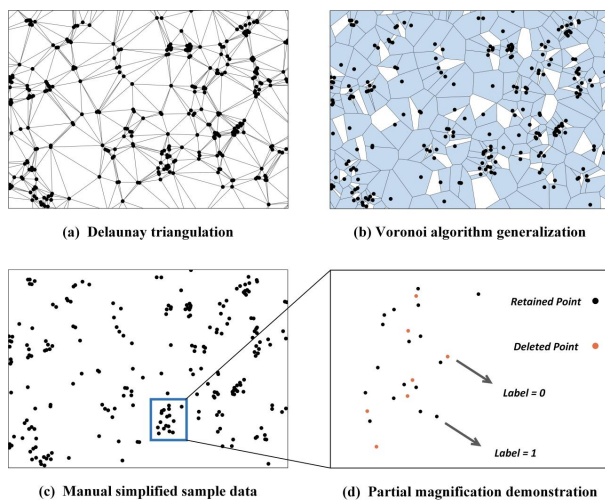 (a) Delaunay triangulation
(b) Voronoi algorithm generalization
Retained Point
Deleted Point
Label = 0
Label = 1
(c) Manual simplified sample data
(d) Partial magnification demonstration